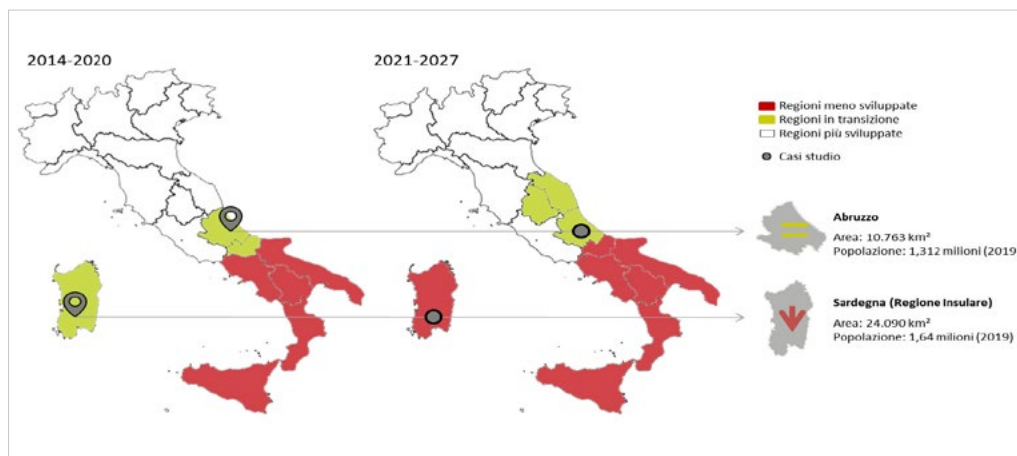 2014-2020
2021-2027
Regioni meno sviluppate
Regioni in transizione
Regioni più sviluppate
Casi studio
Abruzzo
Area: 10.763 km²
Popolazione: 1,312 milioni (2019
Sardegna (Regione Insulare)
Area: 24.090 km²
Popolazione: 1,64 milioni (2019)